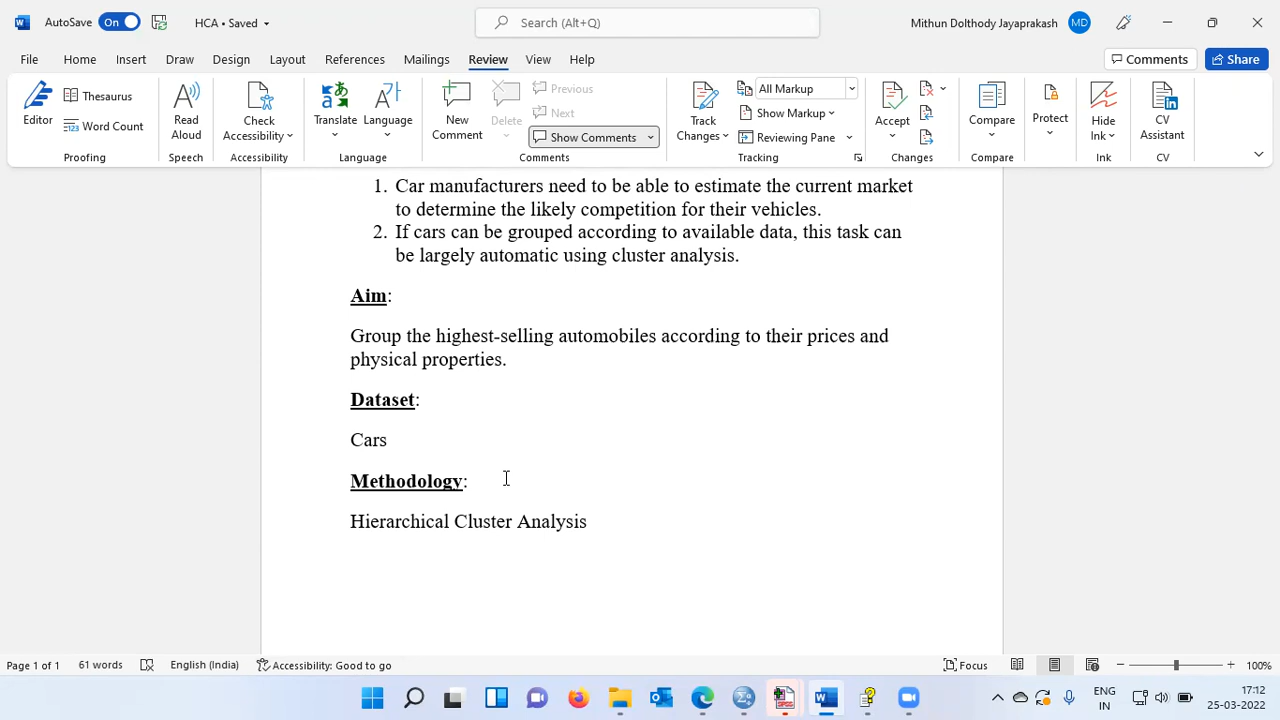 AutoSave On HCA • Saved Search (Alt+Q) Mithun Dolthody Jayaprakash MD
File Home Insert Draw Design Layout References Mailings Review View Help Comments Share
Editor Thesaurus Word Count Proofing
Read Aloud Speech
Check Accessibility Accessibility
Translate Language Language
New Comment Delete Previous Next Show Comments Comments
Track Changes All Markup Show Markup Reviewing Pane Tracking
Accept Changes
Compare Compare
Protect
Hide Ink Ink
CV Assistant CV
1. Car manufacturers need to be able to estimate the current market
to determine the likely competition for their vehicles.
2. If cars can be grouped according to available data, this task can
be largely automatic using cluster analysis.
Aim:
Group the highest-selling automobiles according to their prices and
physical properties.
Dataset:
Cars
Methodology:
Hierarchical Cluster Analysis
Page 1 of 1 61 words English (India) Accessibility: Good to go Focus 100%
SPSS ENG 17:12
IN 25-03-2022